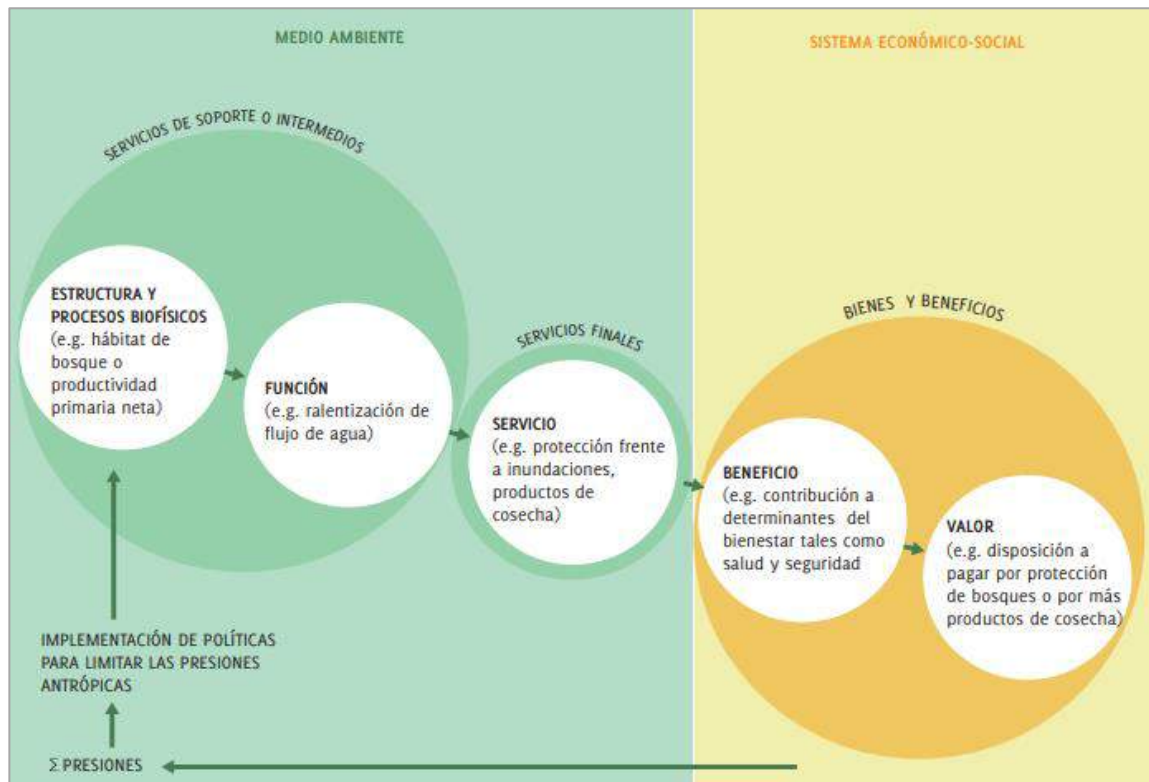 MEDIO AMBIENTE
SISTEMA ECONÓMICO-SOCIAL
SERVICIOS DE SOPORTE O INTERMEDIOS
ESTRUCTURA Y
PROCESOS BIOFÍSICOS
(e.g. hábitat de
bosque o
productividad
primaria neta)
FUNCIÓN
(e.g. ralentización de
flujo de agua)
SERVICIOS FINALES
SERVICIO
(e.g. protección frente
a inundaciones,
productos de
cosecha)
BIENES Y BENEFICIOS
BENEFICIO
(e.g. contribución a
determinantes del
bienestar tales como
salud y seguridad
VALOR
(e.g. disposición a
pagar por protección
de bosques o por más
productos de cosecha)
IMPLEMENTACIÓN DE POLÍTICAS
PARA LIMITAR LAS PRESIONES
ANTRÓPICAS
Σ PRESIONES